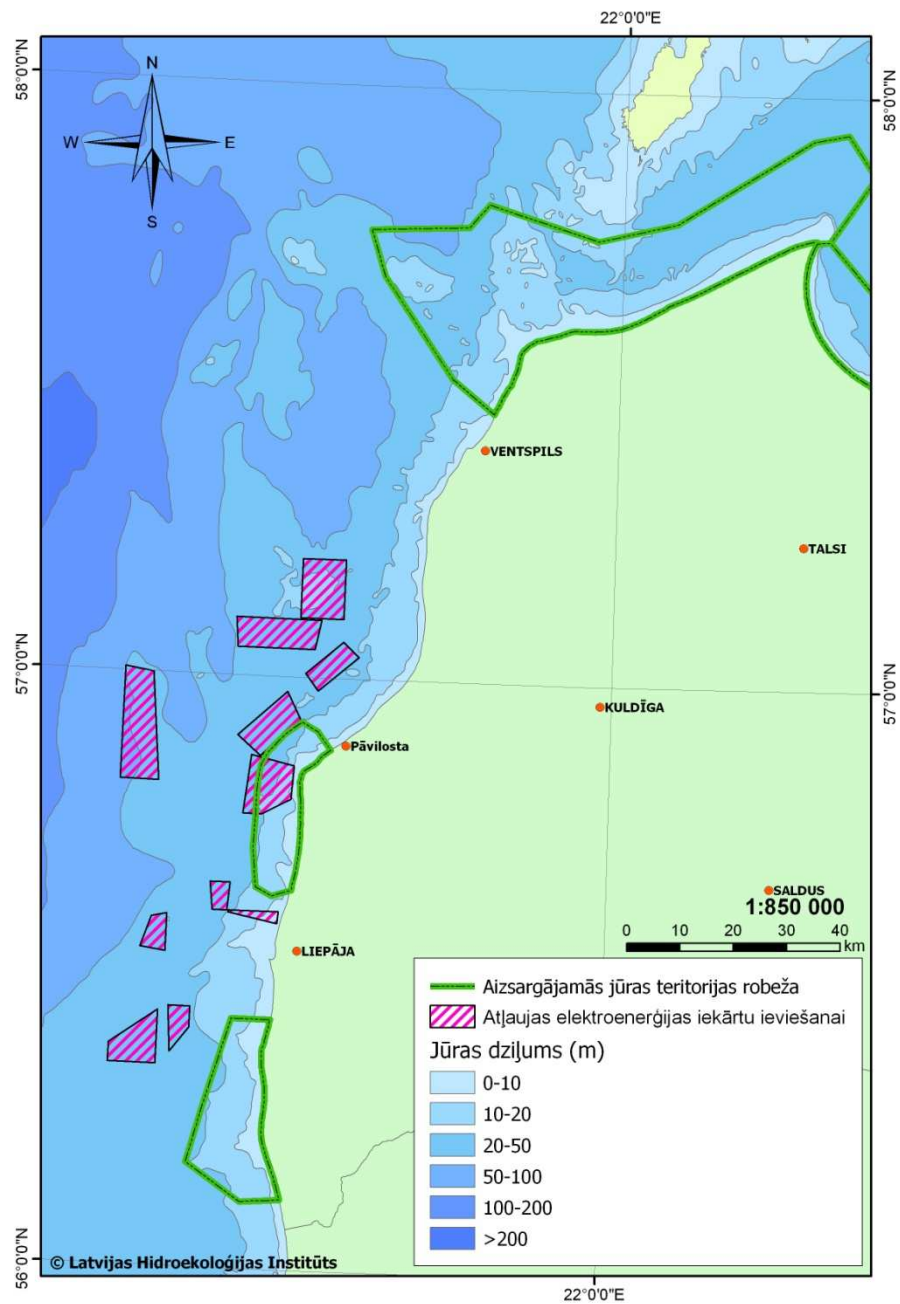 22°0'0"E
58°0'0"N
58°0'0"N
N
W
E
S
VENTSPILS
TALSI
57°0'0"N
57°0'0"N
KULDĪGA
Pāvilosta
SALDUS
1:850 000
0 10 20 30 40
km
LIEPĀJA
Aizsargājamās jūras teritorijas robeža
Atļaujas elektroenerģijas iekārtu ieviešanai
Jūras dziļums (m)
0-10
10-20
20-50
50-100
100-200
>200
56°0'0"N
© Latvijas Hidroekoloģijas Institūts
22°0'0"E